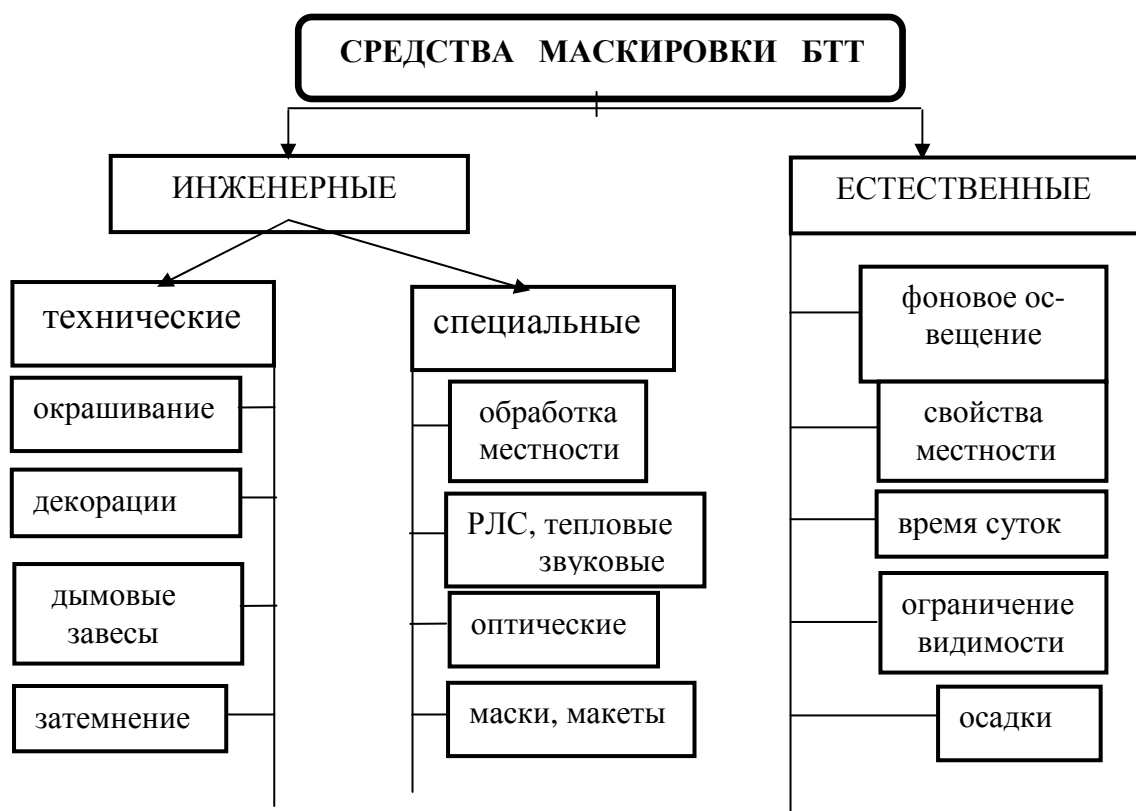 СРЕДСТВА МАСКИРОВКИ БТТ
ИНЖЕНЕРНЫЕ
ЕСТЕСТВЕННЫЕ
технические
окрашивание
декорации
дымовые
завесы
затемнение
специальные
обработка
местности
РЛС, тепловые
звуковые
оптические
маски, макеты
фоновое ос-
вещение
свойства
местности
время суток
ограничение
видимости
осадки